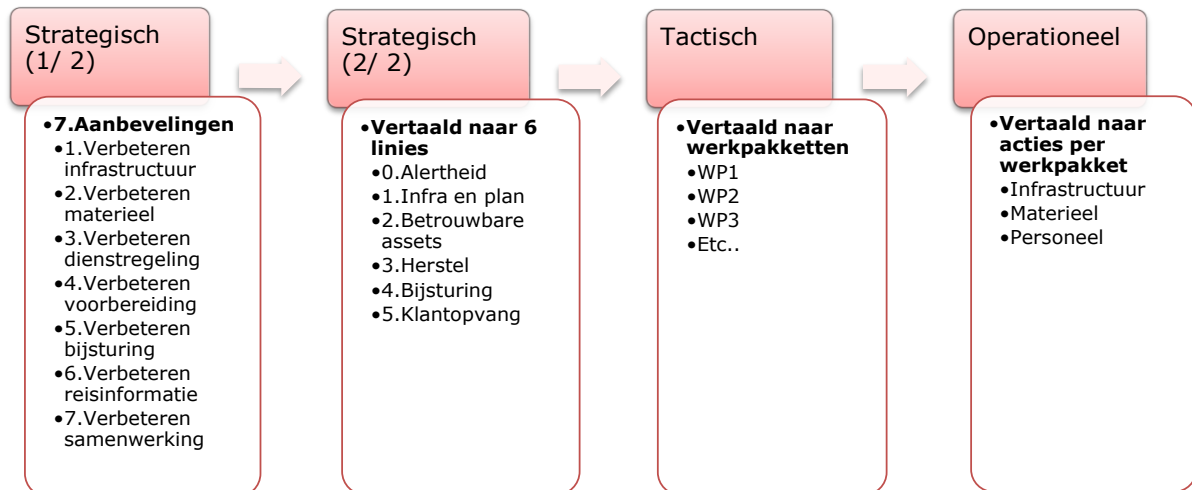 Strategisch
(1/ 2)
•7.Aanbevelingen
•1.Verbeteren
infrastructuur
•2.Verbeteren
materieel
•3.Verbeteren
dienstregeling
•4.Verbeteren
voorbereiding
•5.Verbeteren
bijsturing
•6.Verbeteren
reisinformatie
•7.Verbeteren
samenwerking
Strategisch
(2/ 2)
•Vertaald naar 6
linies
•0.Alertheid
•1.Infra en plan
•2.Betrouwbare
assets
•3.Herstel
•4.Bijsturing
•5.Klantopvang
Tactisch
•Vertaald naar
werkpakketten
•WP1
•WP2
•WP3
•Etc..
Operationeel
•Vertaald naar
acties per
werkpakket
•Infrastructuur
•Materieel
•Personeel